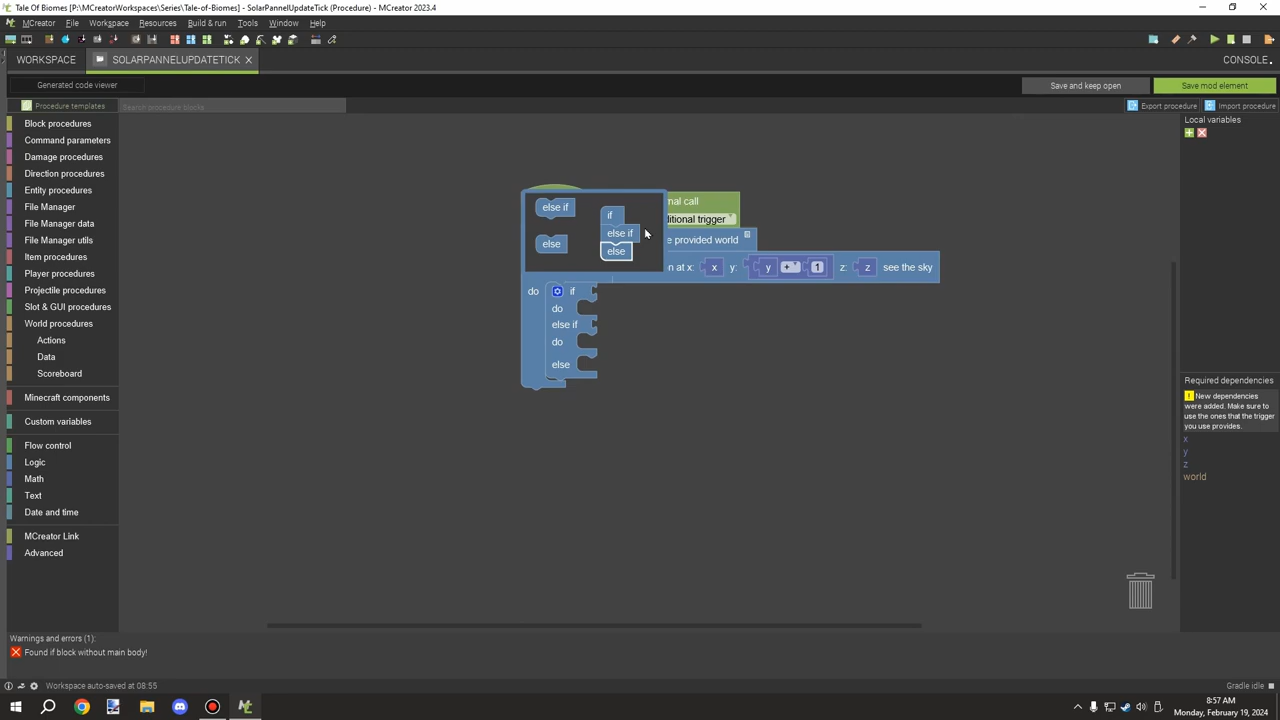 Tale Of Biomes [P:\MCreatorWorkspaces\Series\Tale-of-Biomes] - SolarPannelUpdateTick (Procedure) - MCreator 2023.4
MCreator File Workspace Resources Build & run Tools Window Help
WORKSPACE SOLARPANNELUPDATETICK CONSOLE
Generated code viewer Save and keep open Save mod element
Procedure templates Search procedure blocks Export procedure Import procedure
Block procedures
Command parameters
Damage procedures
Direction procedures
Entity procedures
File Manager
File Manager data
File Manager utils
Item procedures
Player procedures
Projectile procedures
Slot & GUI procedures
World procedures
Actions
Data
Scoreboard
Minecraft components
Custom variables
Flow control
Logic
Math
Text
Date and time
MCreator Link
Advanced
else if
else
if
else if
else
nal call
ditional trigger
e provided world
n at x: x y: y + 1 z: z see the sky
do if
do
else if
do
else
Local variables
Required dependencies
New dependencies
were added. Make sure
to use the ones that the trigger
you use provides.
x
y
z
world
Warnings and errors (1):
Found if block without main body!
Workspace auto-saved at 08:55 Gradle idle
8:57 AM
Monday, February 19, 2024